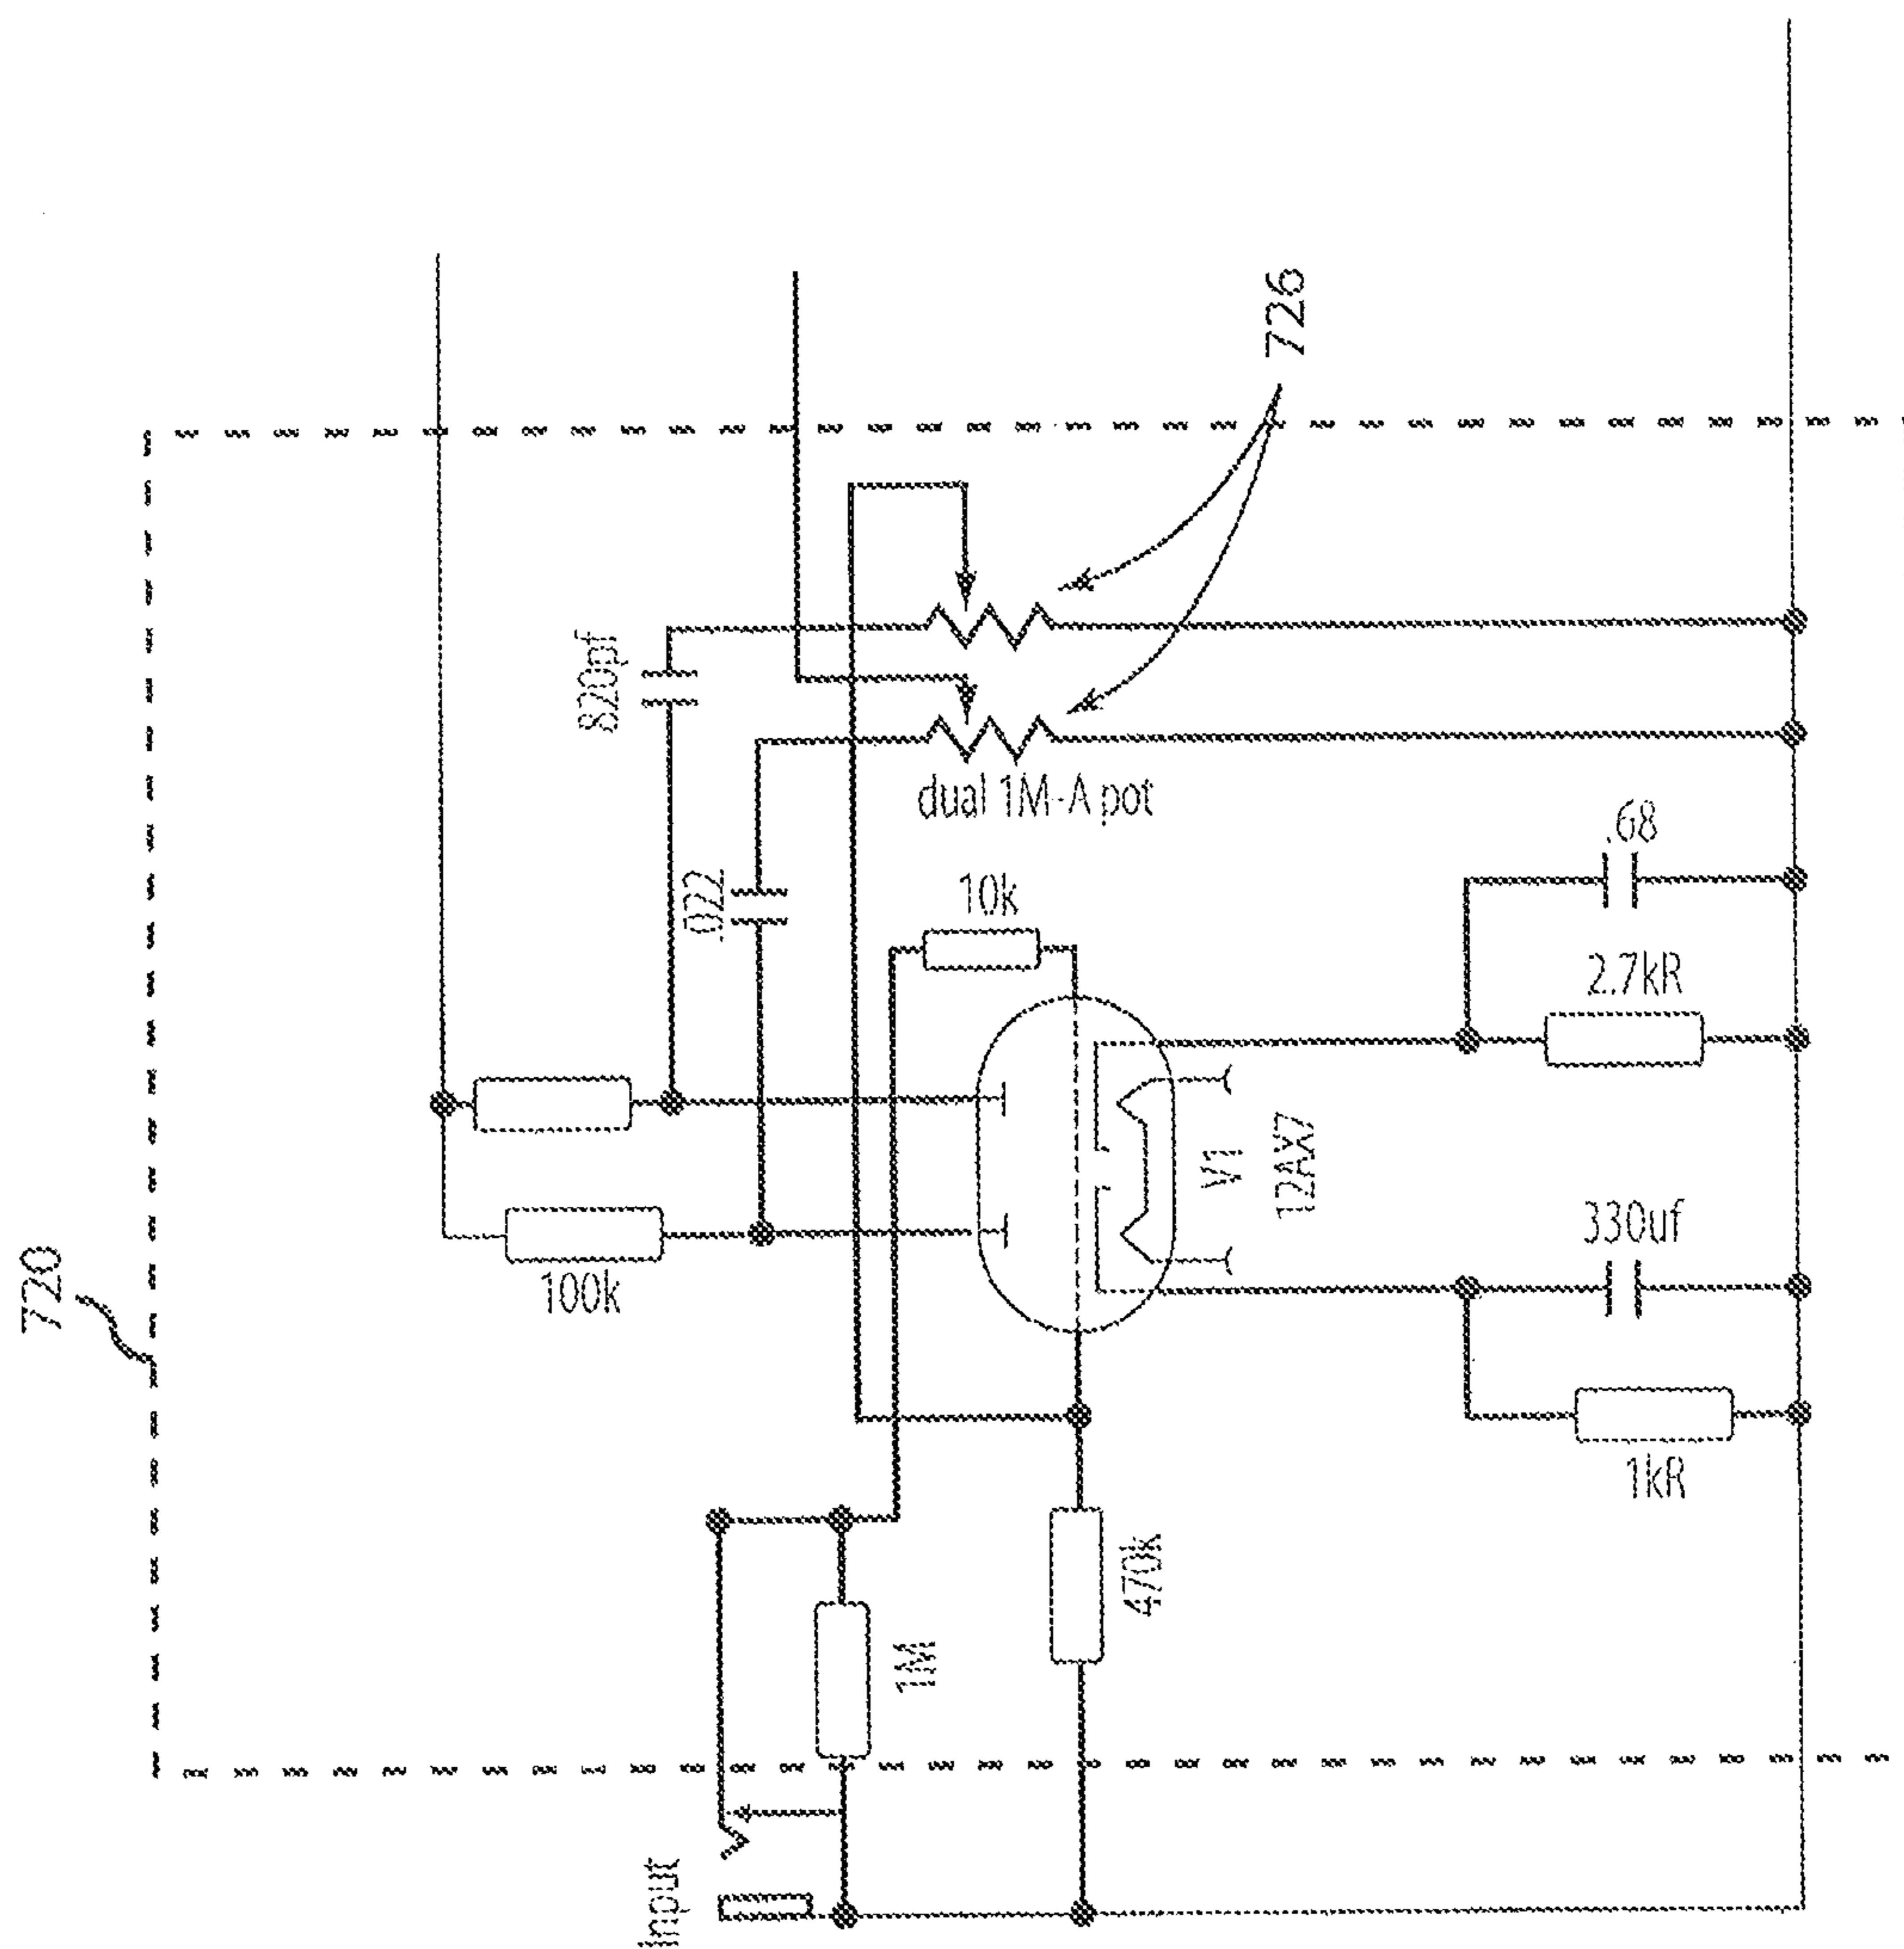 720
Input
1M
470k
100k
.022
820pf
10k
dual 1M-A pot
726
V1
12AX7
1kR
330uf
2.7kR
.68